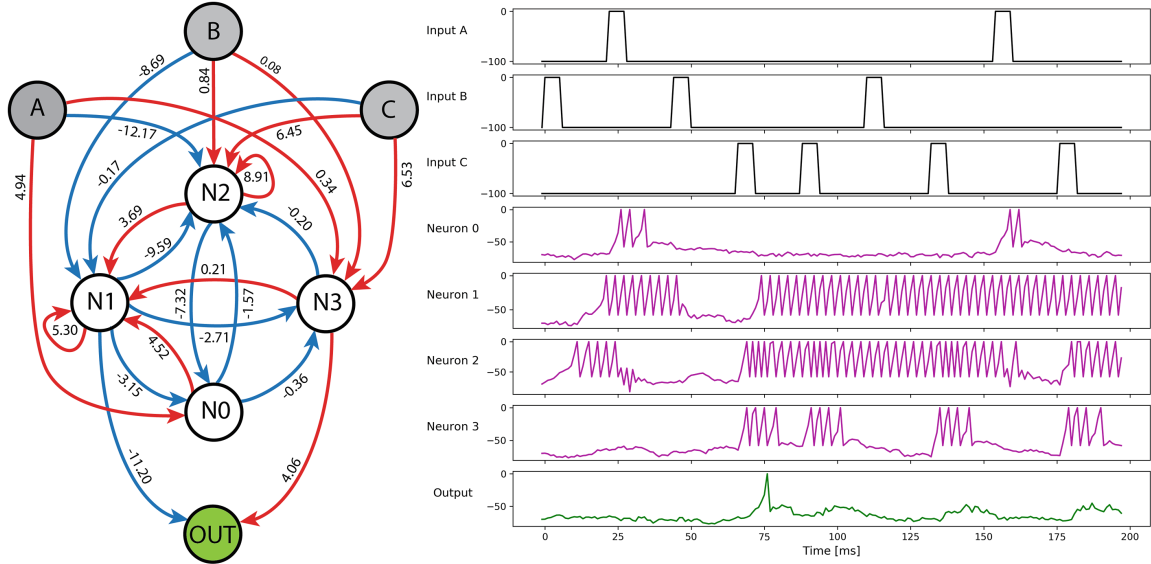 B
-8.69
0.84
0.08
A
C
-12.17
6.45
-0.17
4.94
N2
8.91
0.34
6.53
3.69
-9.59
-0.20
0.21
N1
N3
5.30
-7.32
-1.57
-2.71
4.52
-3.15
-0.36
N0
-11.20
4.06
OUT
Input A
0
−100
Input B
0
−100
Input C
0
−100
Neuron 0
0
−50
Neuron 1
0
−50
Neuron 2
0
−50
Neuron 3
0
−50
Output
0
−50
0 25 50 75 100 125 150 175 200
Time [ms]